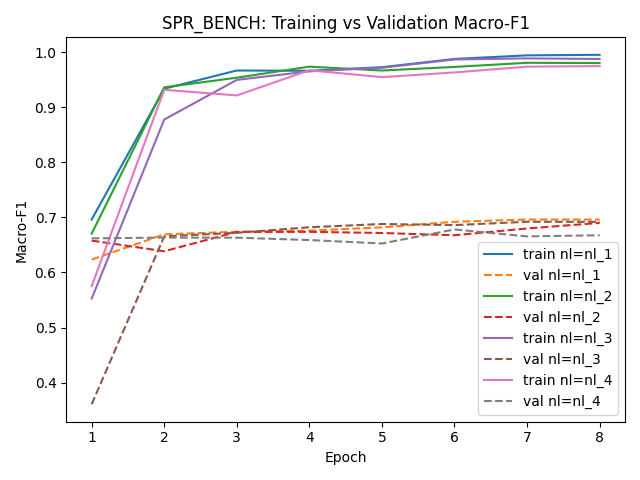 SPR_BENCH: Training vs Validation Macro-F1
Macro-F1
1.0
0.9
0.8
0.7
0.6
0.5
0.4
train nl=nl_1
val nl=nl_1
train nl=nl_2
val nl=nl_2
train nl=nl_3
val nl=nl_3
train nl=nl_4
val nl=nl_4
1 2 3 4 5 6 7 8
Epoch